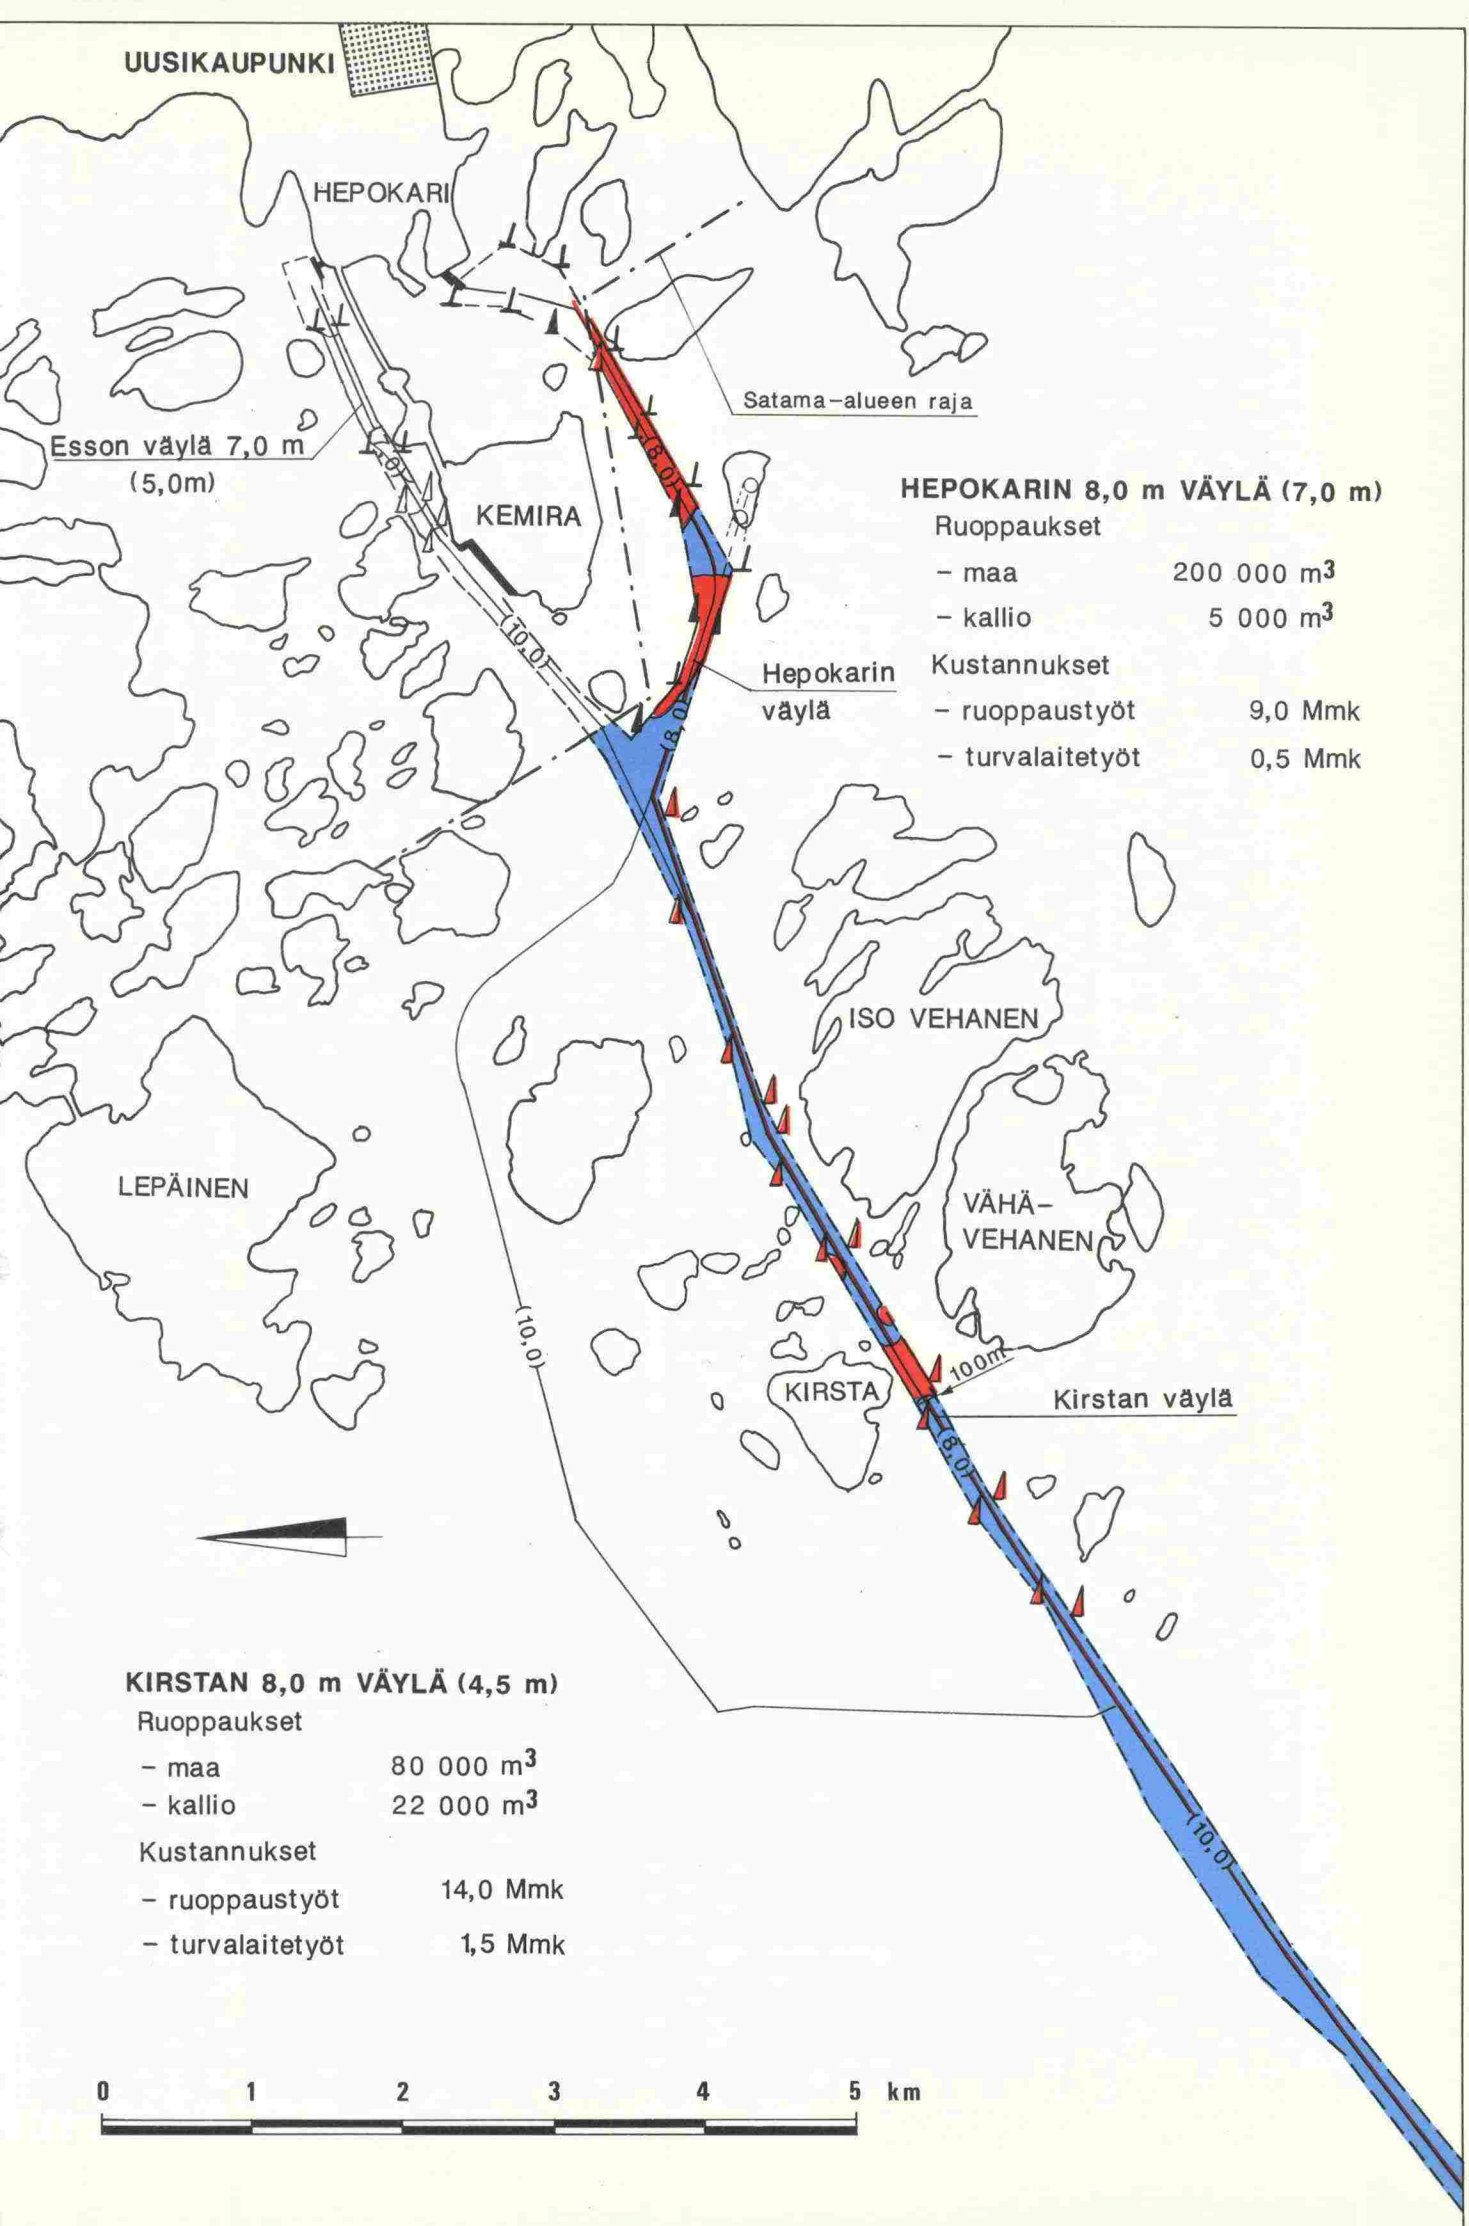 UUSIKAUPUNKI
HEPOKARI
Satama-alueen raja
Esson väylä 7,0 m
(5,0m)
(8,0)
KEMIRA
HEPOKARIN 8,0 m VÄYLÄ (7,0 m)
Ruoppaukset
- maa 200 000 m³
- kallio 5 000 m³
Kustannukset
- ruoppaustyöt 9,0 Mmk
- turvalaitetyöt 0,5 Mmk
(10,0)
Hepokarin
väylä
(8,0)
ISO VEHANEN
LEPÄINEN
VÄHÄ-
VEHANEN
(10,0)
100m
KIRSTA
Kirstan väylä
(8,0)
KIRSTAN 8,0 m VÄYLÄ (4,5 m)
Ruoppaukset
- maa 80 000 m³
- kallio 22 000 m³
Kustannukset
- ruoppaustyöt 14,0 Mmk
- turvalaitetyöt 1,5 Mmk
(10,0)
0 1 2 3 4 5 km